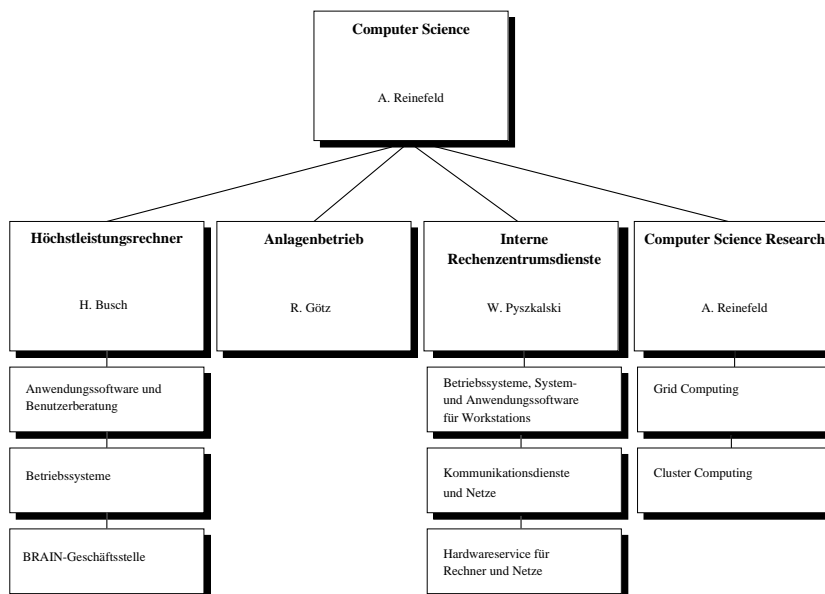 Computer Science
A. Reinefeld
Höchstleistungsrechner
H. Busch
Anlagenbetrieb
R. Götz
Interne
Rechenzentrumsdienste
W. Pyszkalski
Computer Science Research
A. Reinefeld
Anwendungssoftware und
Benutzerberatung
Betriebssysteme
BRAIN-Geschäftsstelle
Betriebssysteme, System-
und Anwendungssoftware
für Workstations
Kommunikationsdienste
und Netze
Hardwareservice für
Rechner und Netze
Grid Computing
Cluster Computing